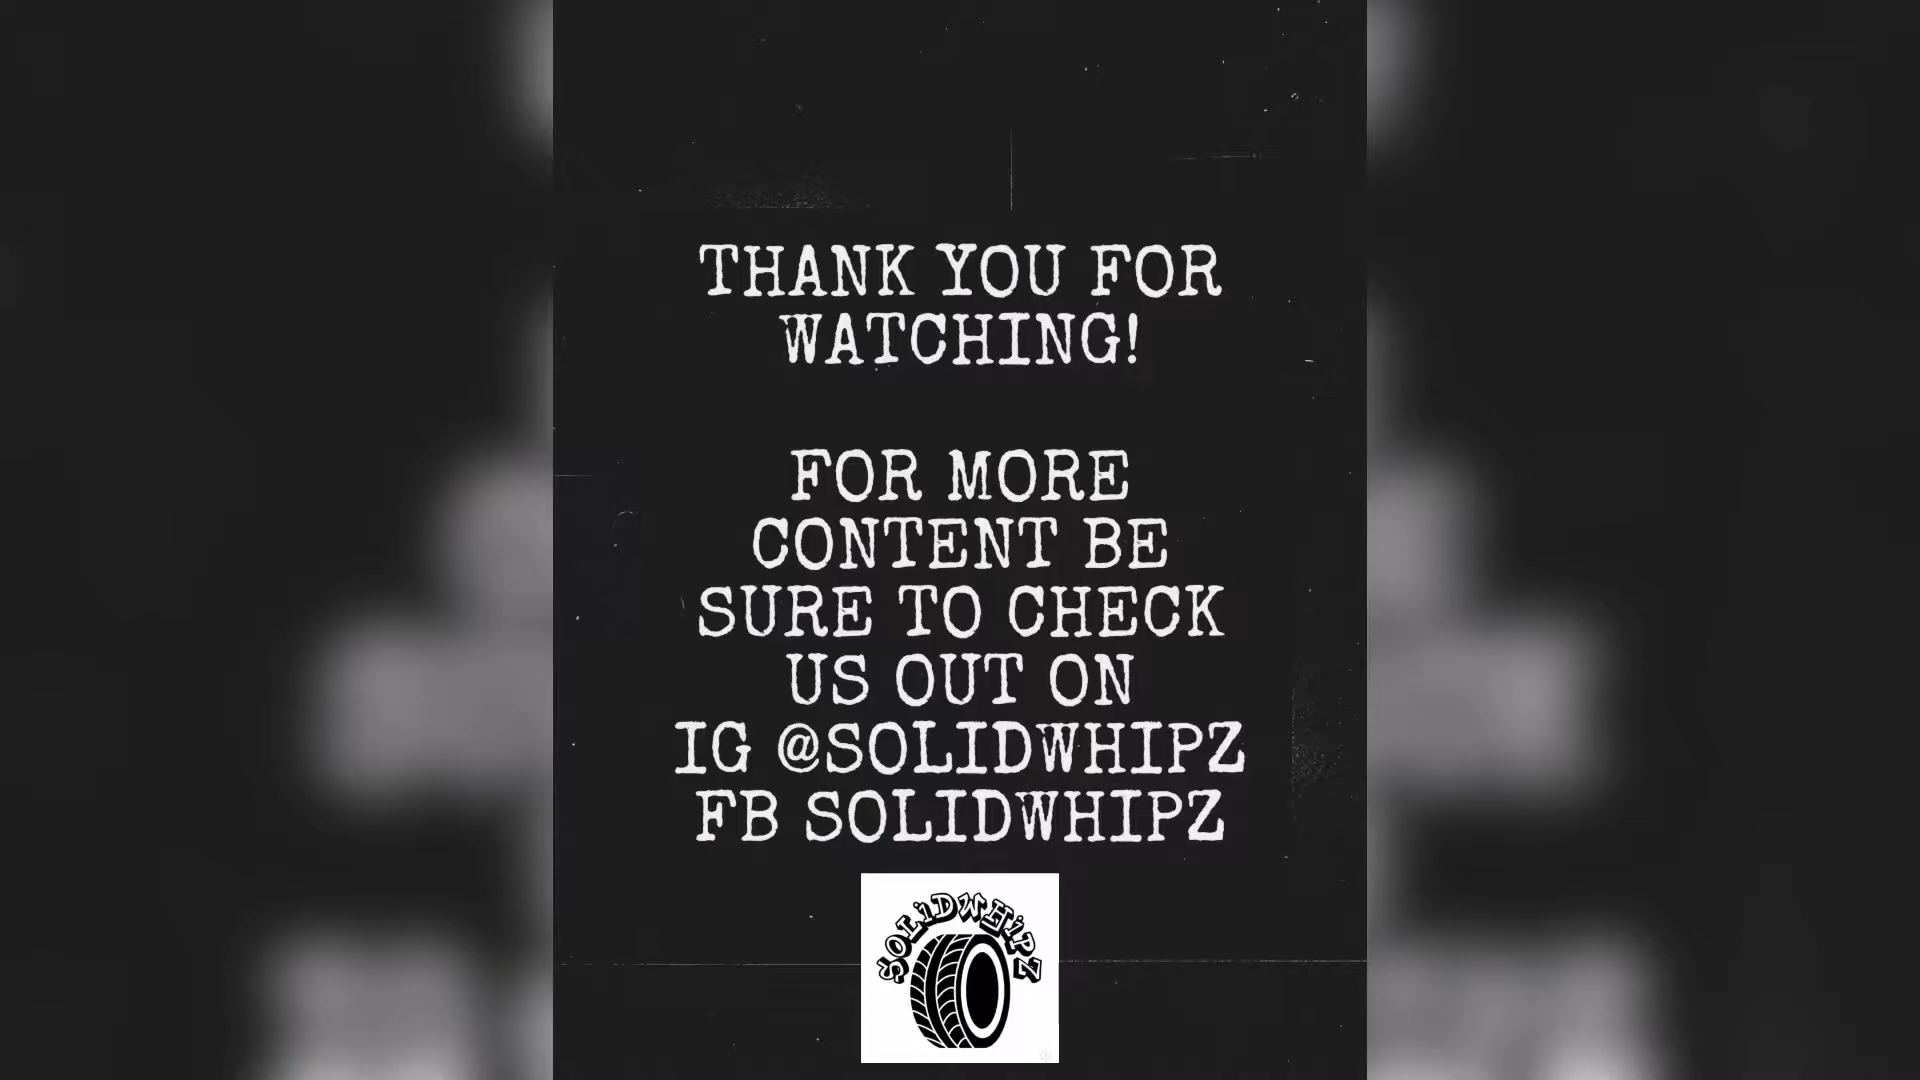 THANK YOU FOR
WATCHING!
FOR MORE
CONTENT BE
SURE TO CHECK
US OUT ON
IG @SOLIDWHIPZ
FB SOLIDWHIPZ
SOLIDWHIPZ